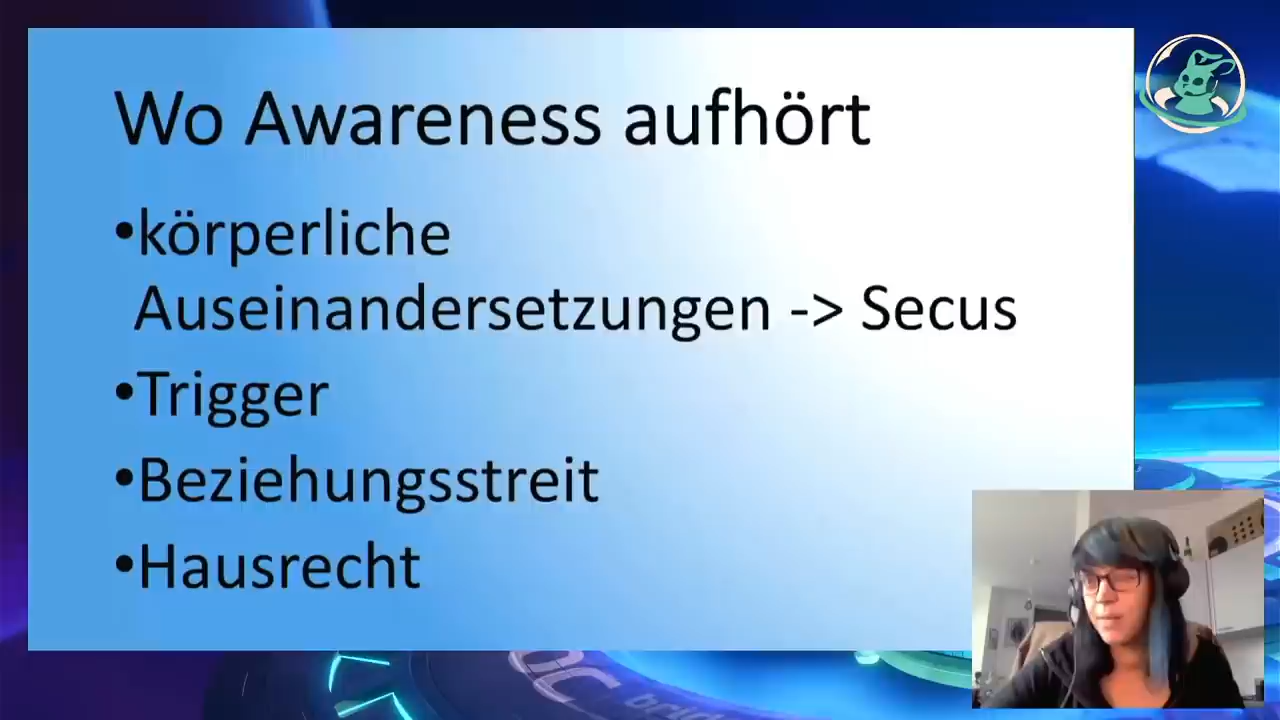 Wo Awareness aufhört
•körperliche
Auseinandersetzungen -> Secus
•Trigger
•Beziehungsstreit
•Hausrecht